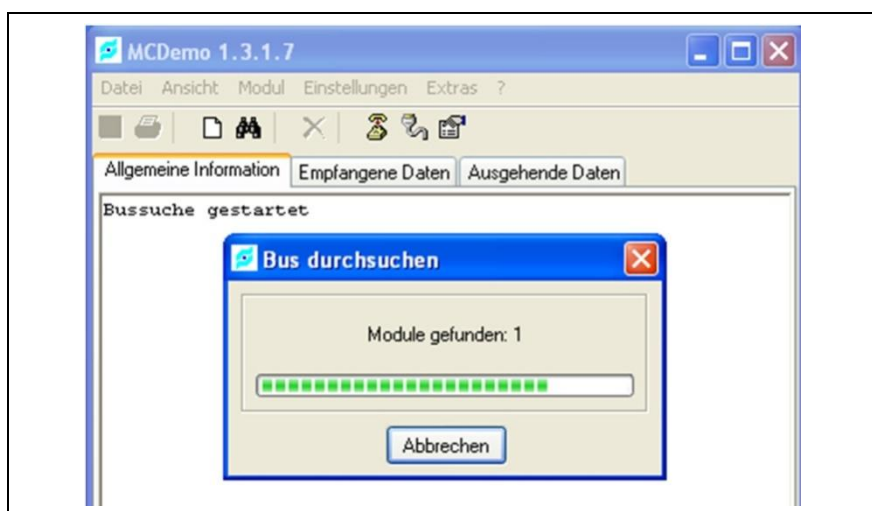 MCDemo 1.3.1.7
Datei Ansicht Modul Einstellungen Extras ?
Allgemeine Information Empfangene Daten Ausgehende Daten
Bussuche gestartet
Bus durchsuchen
Module gefunden: 1
Abbrechen